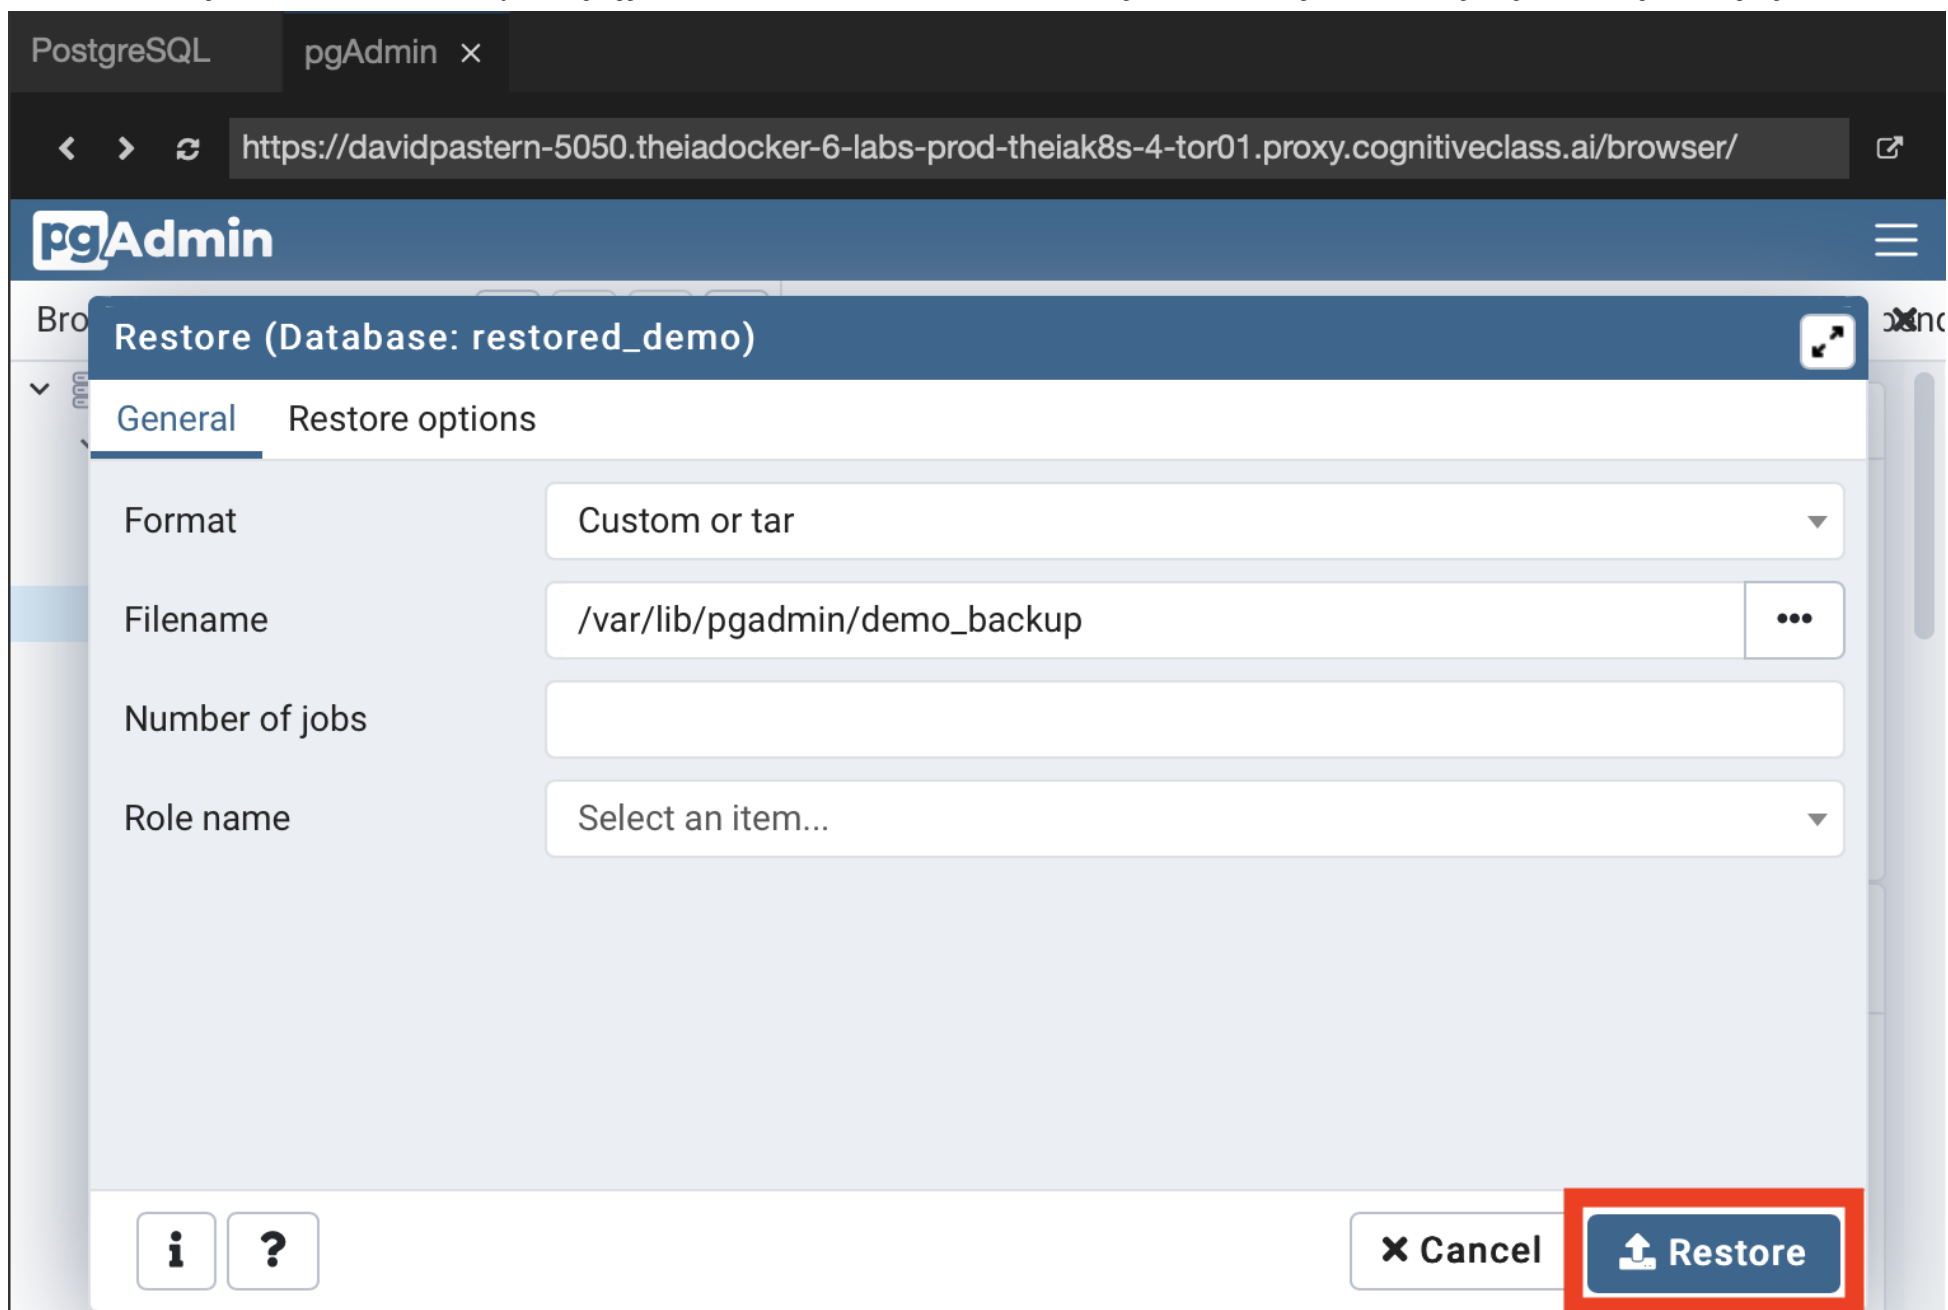 PostgreSQL
pgAdmin ×
https://davidpastern-5050.theiadocker-6-labs-prod-theiak8s-4-tor01.proxy.cognitiveclass.ai/browser/
pgAdmin
Bro
Restore (Database: restored_demo)
General
Restore options
Format
Custom or tar
Filename
/var/lib/pgadmin/demo_backup
•••
Number of jobs
Role name
Select an item...
i
?
Cancel
Restore